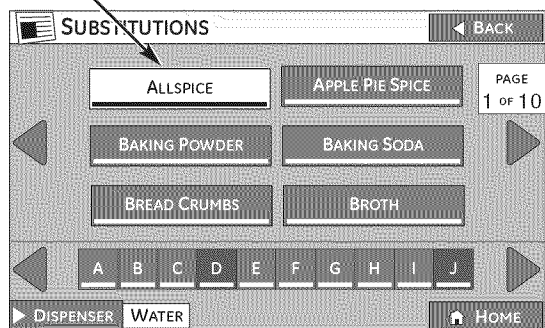 SUBSTITUTIONS
BACK
ALLSPICE
APPLE PIE SPICE
PAGE
1 OF 10
BAKING POWDER
BAKING SODA
BREAD CRUMBS
BROTH
A B C D E F G H I J
DISPENSER WATER
HOME